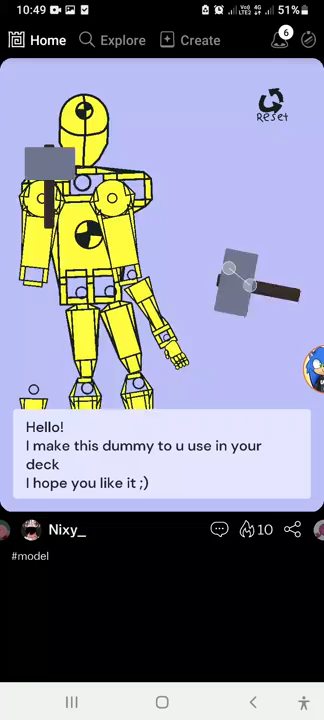 10:49 51%
Home Explore Create 6
Reset
Hello!
I make this dummy to u use in your
deck
I hope you like it ;)
Nixy_ 10
#model